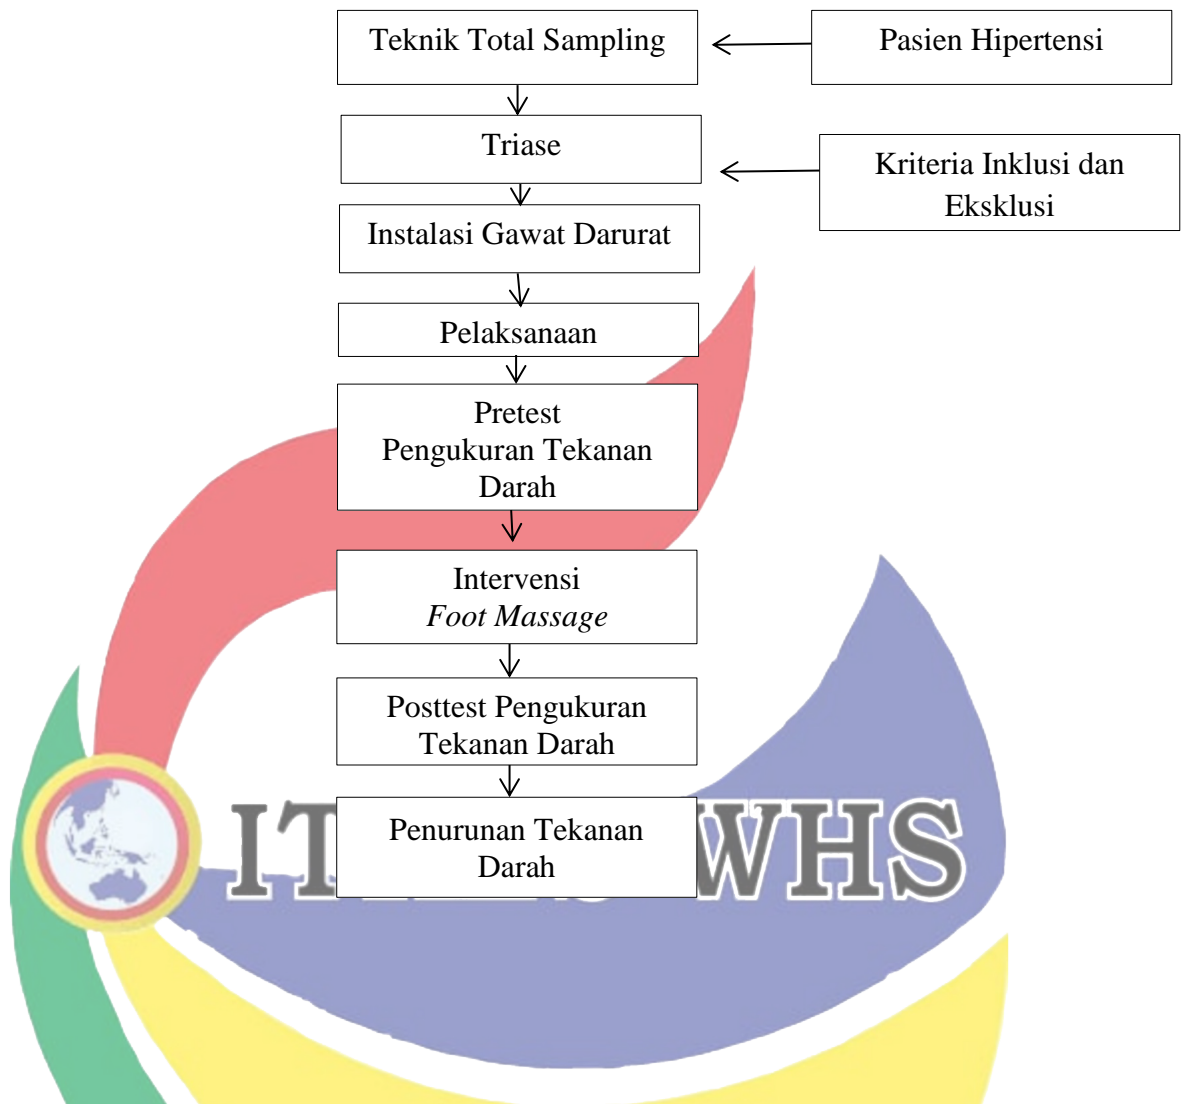 Teknik Total Sampling
Pasien Hipertensi
Triase
Kriteria Inklusi dan
Eksklusi
Instalasi Gawat Darurat
Pelaksanaan
Pretest
Pengukuran Tekanan
Darah
Intervensi
Foot Massage
Posttest Pengukuran
Tekanan Darah
Penurunan Tekanan
Darah
WHS